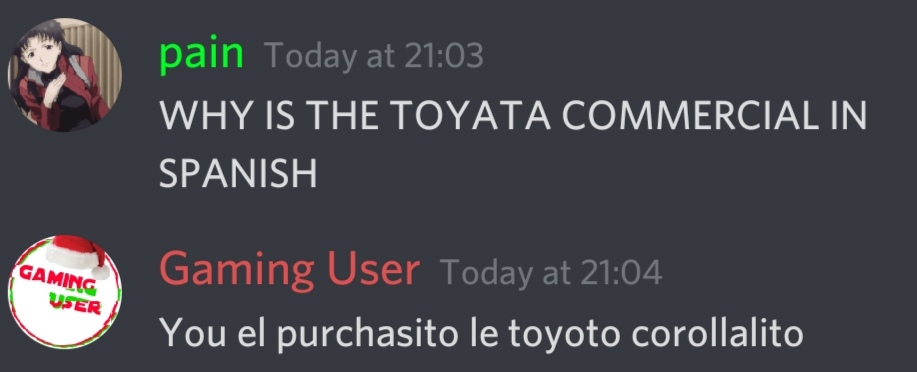 pain Today at 21:03
WHY IS THE TOYATA COMMERCIAL IN
SPANISH
GAMING
USER
Gaming User Today at 21:04
You el purchasito le toyoto corollalito